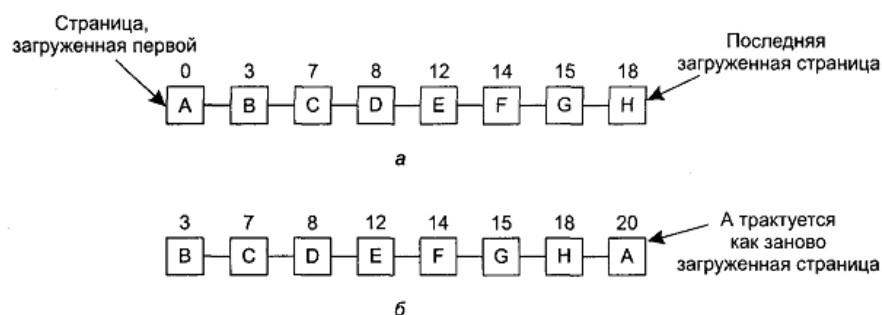 Страница,
загруженная первой
Последняя
загруженная страница
0 3 7 8 12 14 15 18
A B C D E F G H
а
3 7 8 12 14 15 18 20
B C D E F G H A
А трактуется
как заново
загруженная страница
б